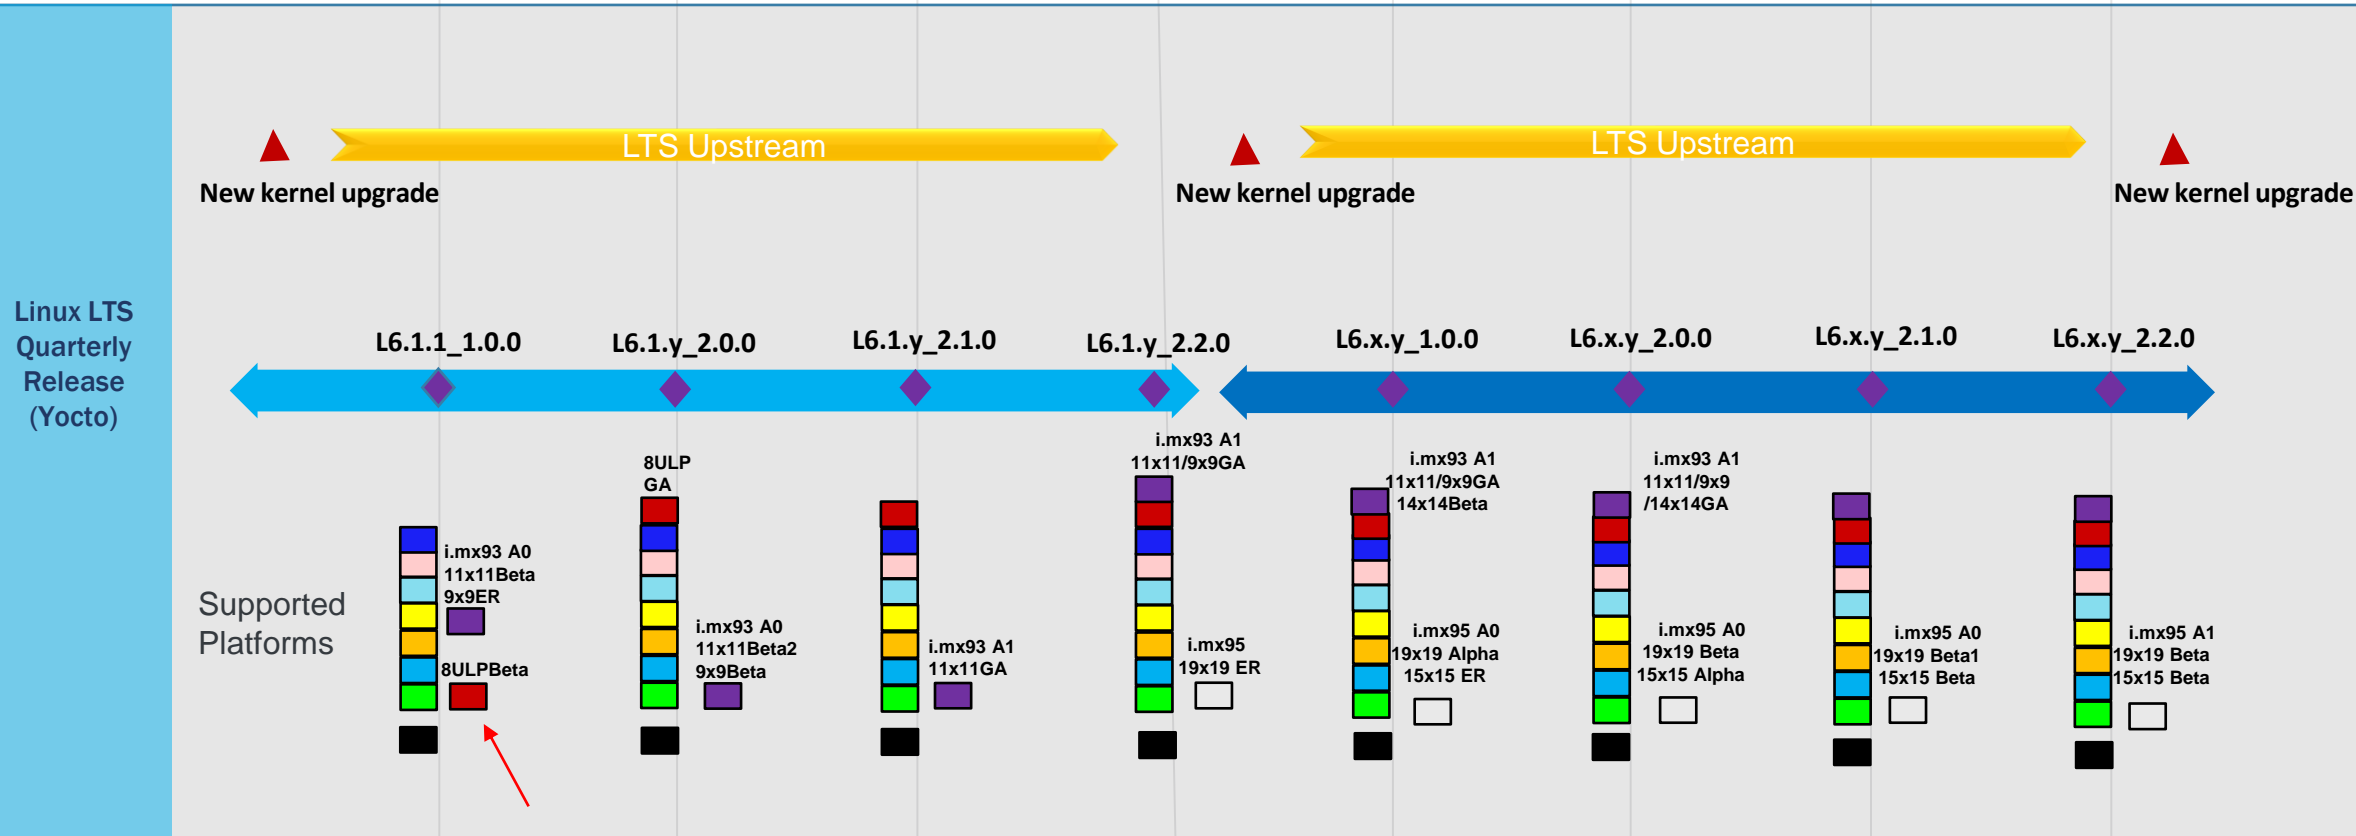 LTS Upstream
LTS Upstream
New kernel upgrade
New kernel upgrade
New kernel upgrade
Linux LTS
Quarterly
Release
(Yocto)
L6.1.1_1.0.0
L6.1.y_2.0.0
L6.1.y_2.1.0
L6.1.y_2.2.0
L6.x.y_1.0.0
L6.x.y_2.0.0
L6.x.y_2.1.0
L6.x.y_2.2.0
Supported
Platforms
i.mx93 A0
11x11Beta
9x9ER
8ULPBeta
8ULP
GA
i.mx93 A0
11x11Beta2
9x9Beta
i.mx93 A1
11x11GA
i.mx93 A1
11x11/9x9GA
i.mx95
19x19 ER
i.mx93 A1
11x11/9x9GA
14x14Beta
i.mx95 A0
19x19 Alpha
15x15 ER
i.mx93 A1
11x11/9x9
/14x14GA
i.mx95 A0
19x19 Beta
15x15 Alpha
i.mx95 A0
19x19 Beta1
15x15 Beta
i.mx95 A1
19x19 Beta
15x15 Beta